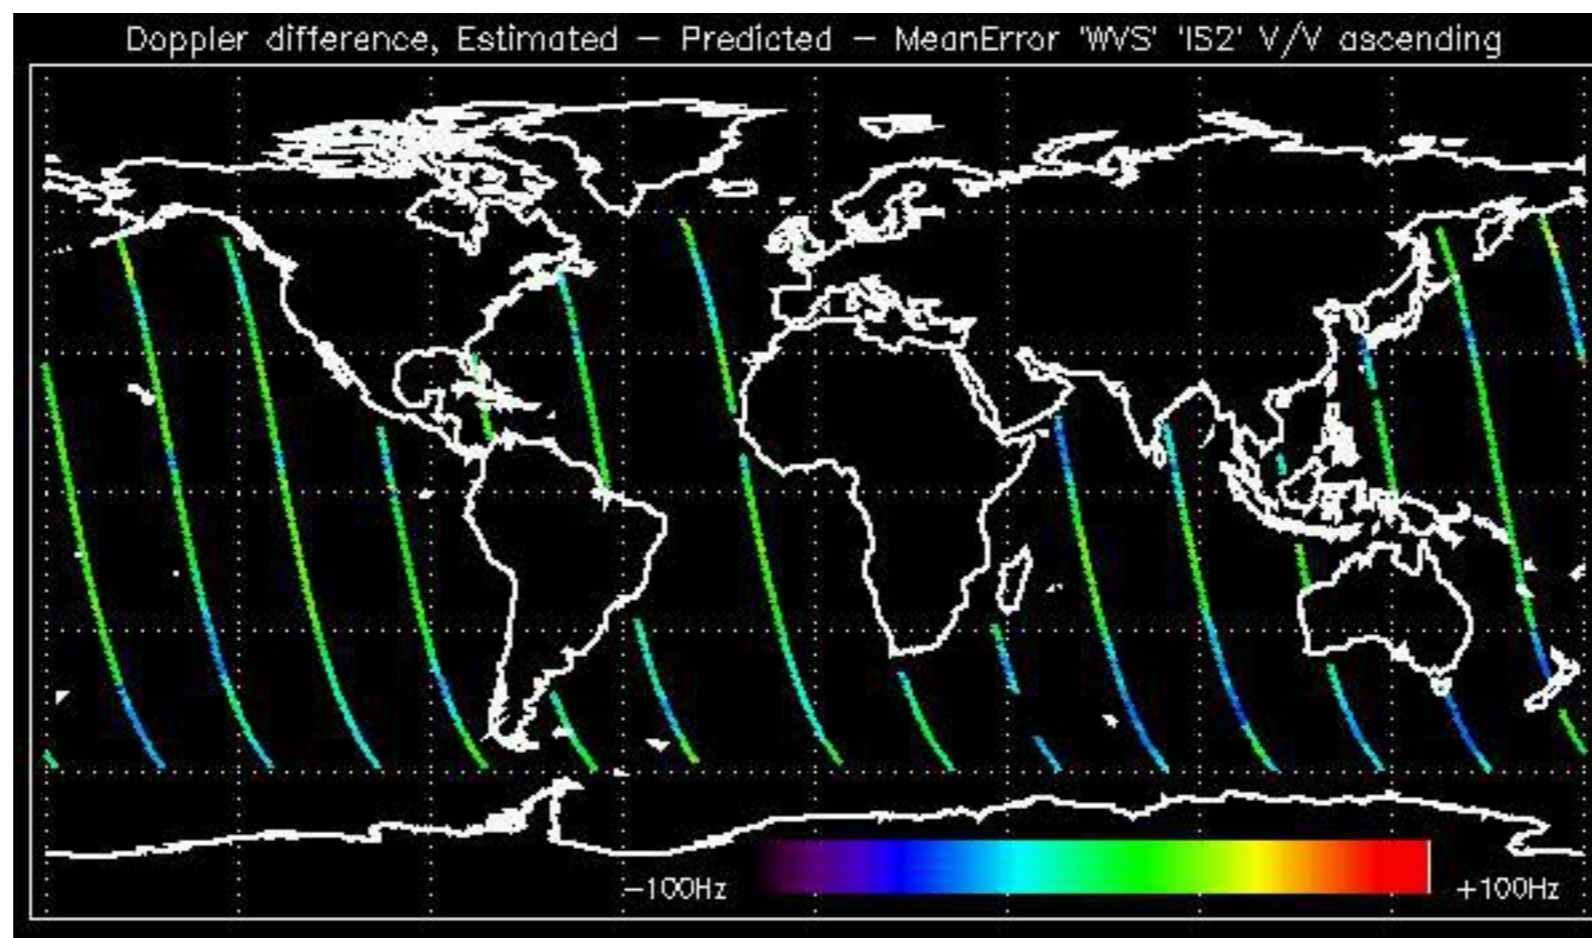 Doppler difference, Estimated − Predicted − MeanError 'WVS' 'IS2' V/V ascending
−100Hz
+100Hz